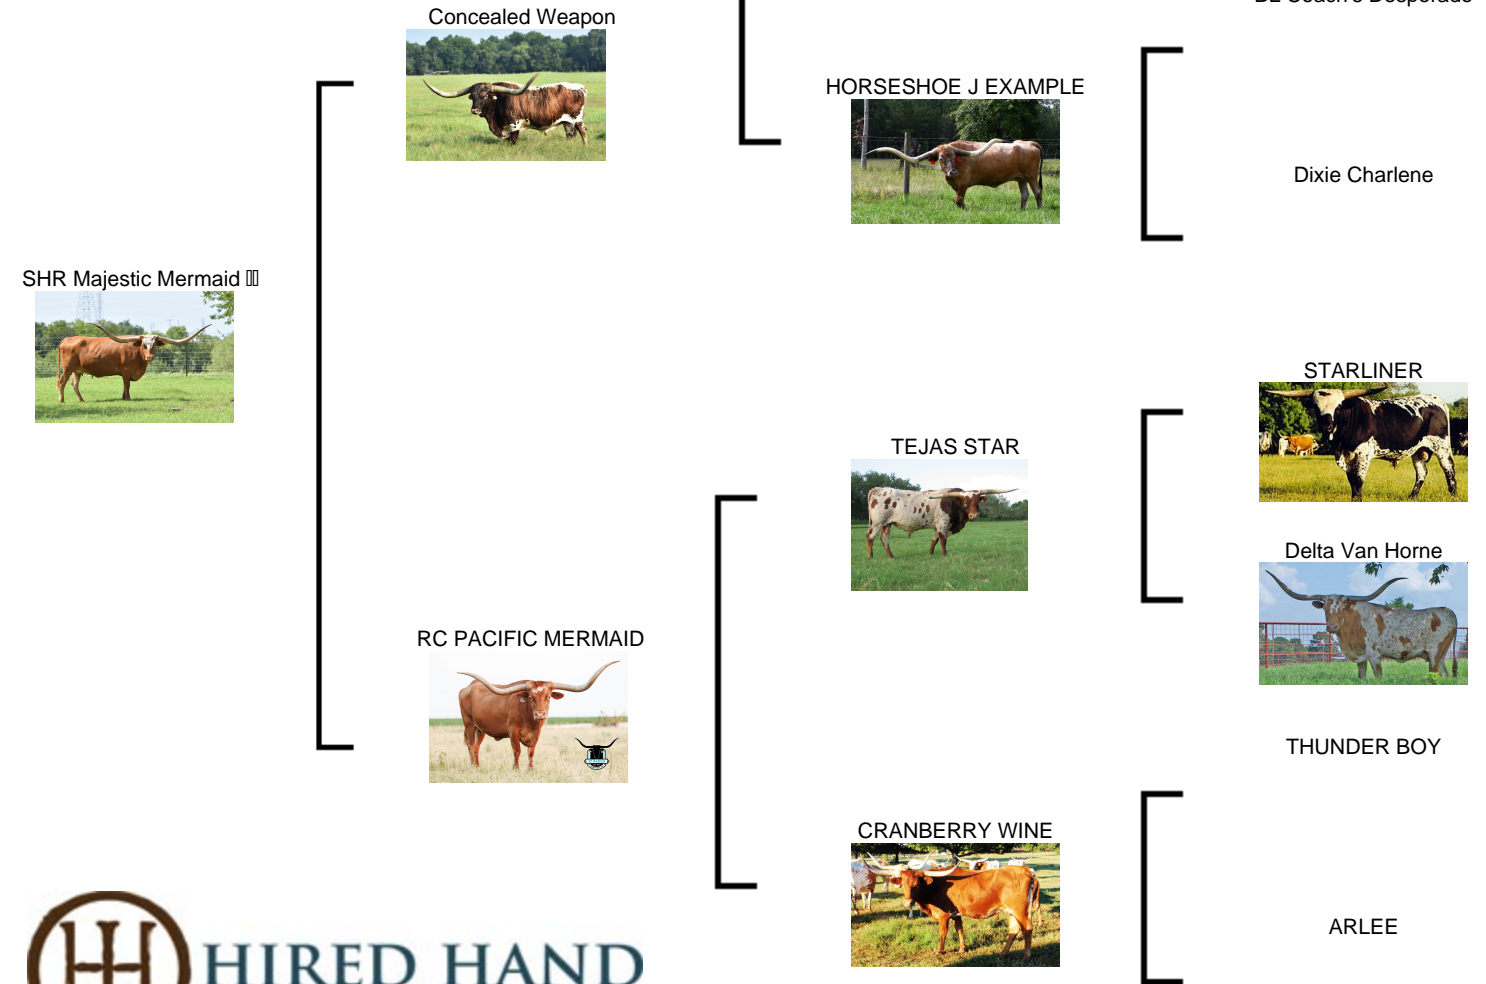 Concealed Weapon
HORSESHOE J EXAMPLE
Dixie Charlene
SHR Majestic Mermaid
STARLINER
TEJAS STAR
Delta Van Horne
RC PACIFIC MERMAID
THUNDER BOY
CRANBERRY WINE
ARLEE
HIRED HAND